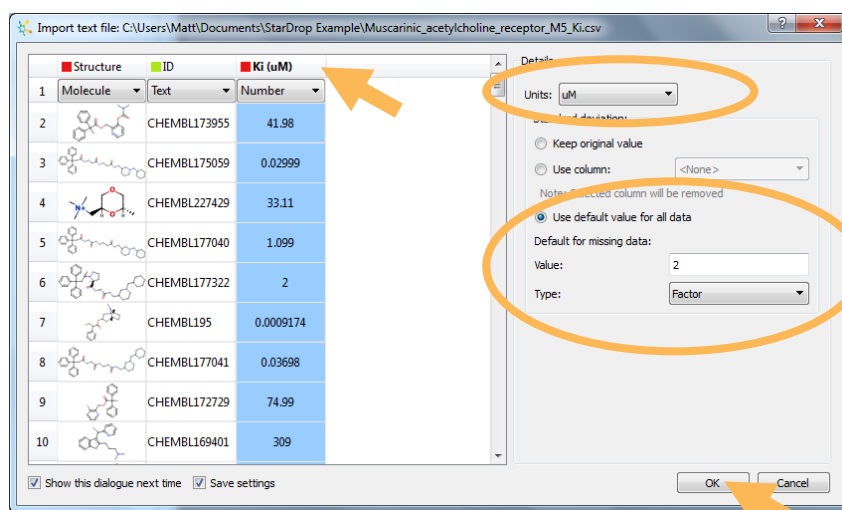 Import text file: C:\Users\Matt\Documents\StarDrop Example\Muscarinic_acetylcholine_receptor_M5_Ki.csv
Structure ID Ki (uM)
1 Molecule Text Number
2 CHEMBL173955 41.98
3 CHEMBL175059 0.02999
4 CHEMBL227429 33.11
5 CHEMBL177040 1.099
6 CHEMBL177322 2
7 CHEMBL195 0.0009174
8 CHEMBL177041 0.03698
9 CHEMBL172729 74.99
10 CHEMBL169401 309
Details
Units: uM
Standard deviation:
Keep original value
Use column: <None>
Note: Selected column will be removed
Use default value for all data
Default for missing data:
Value: 2
Type: Factor
Show this dialogue next time Save settings
OK Cancel